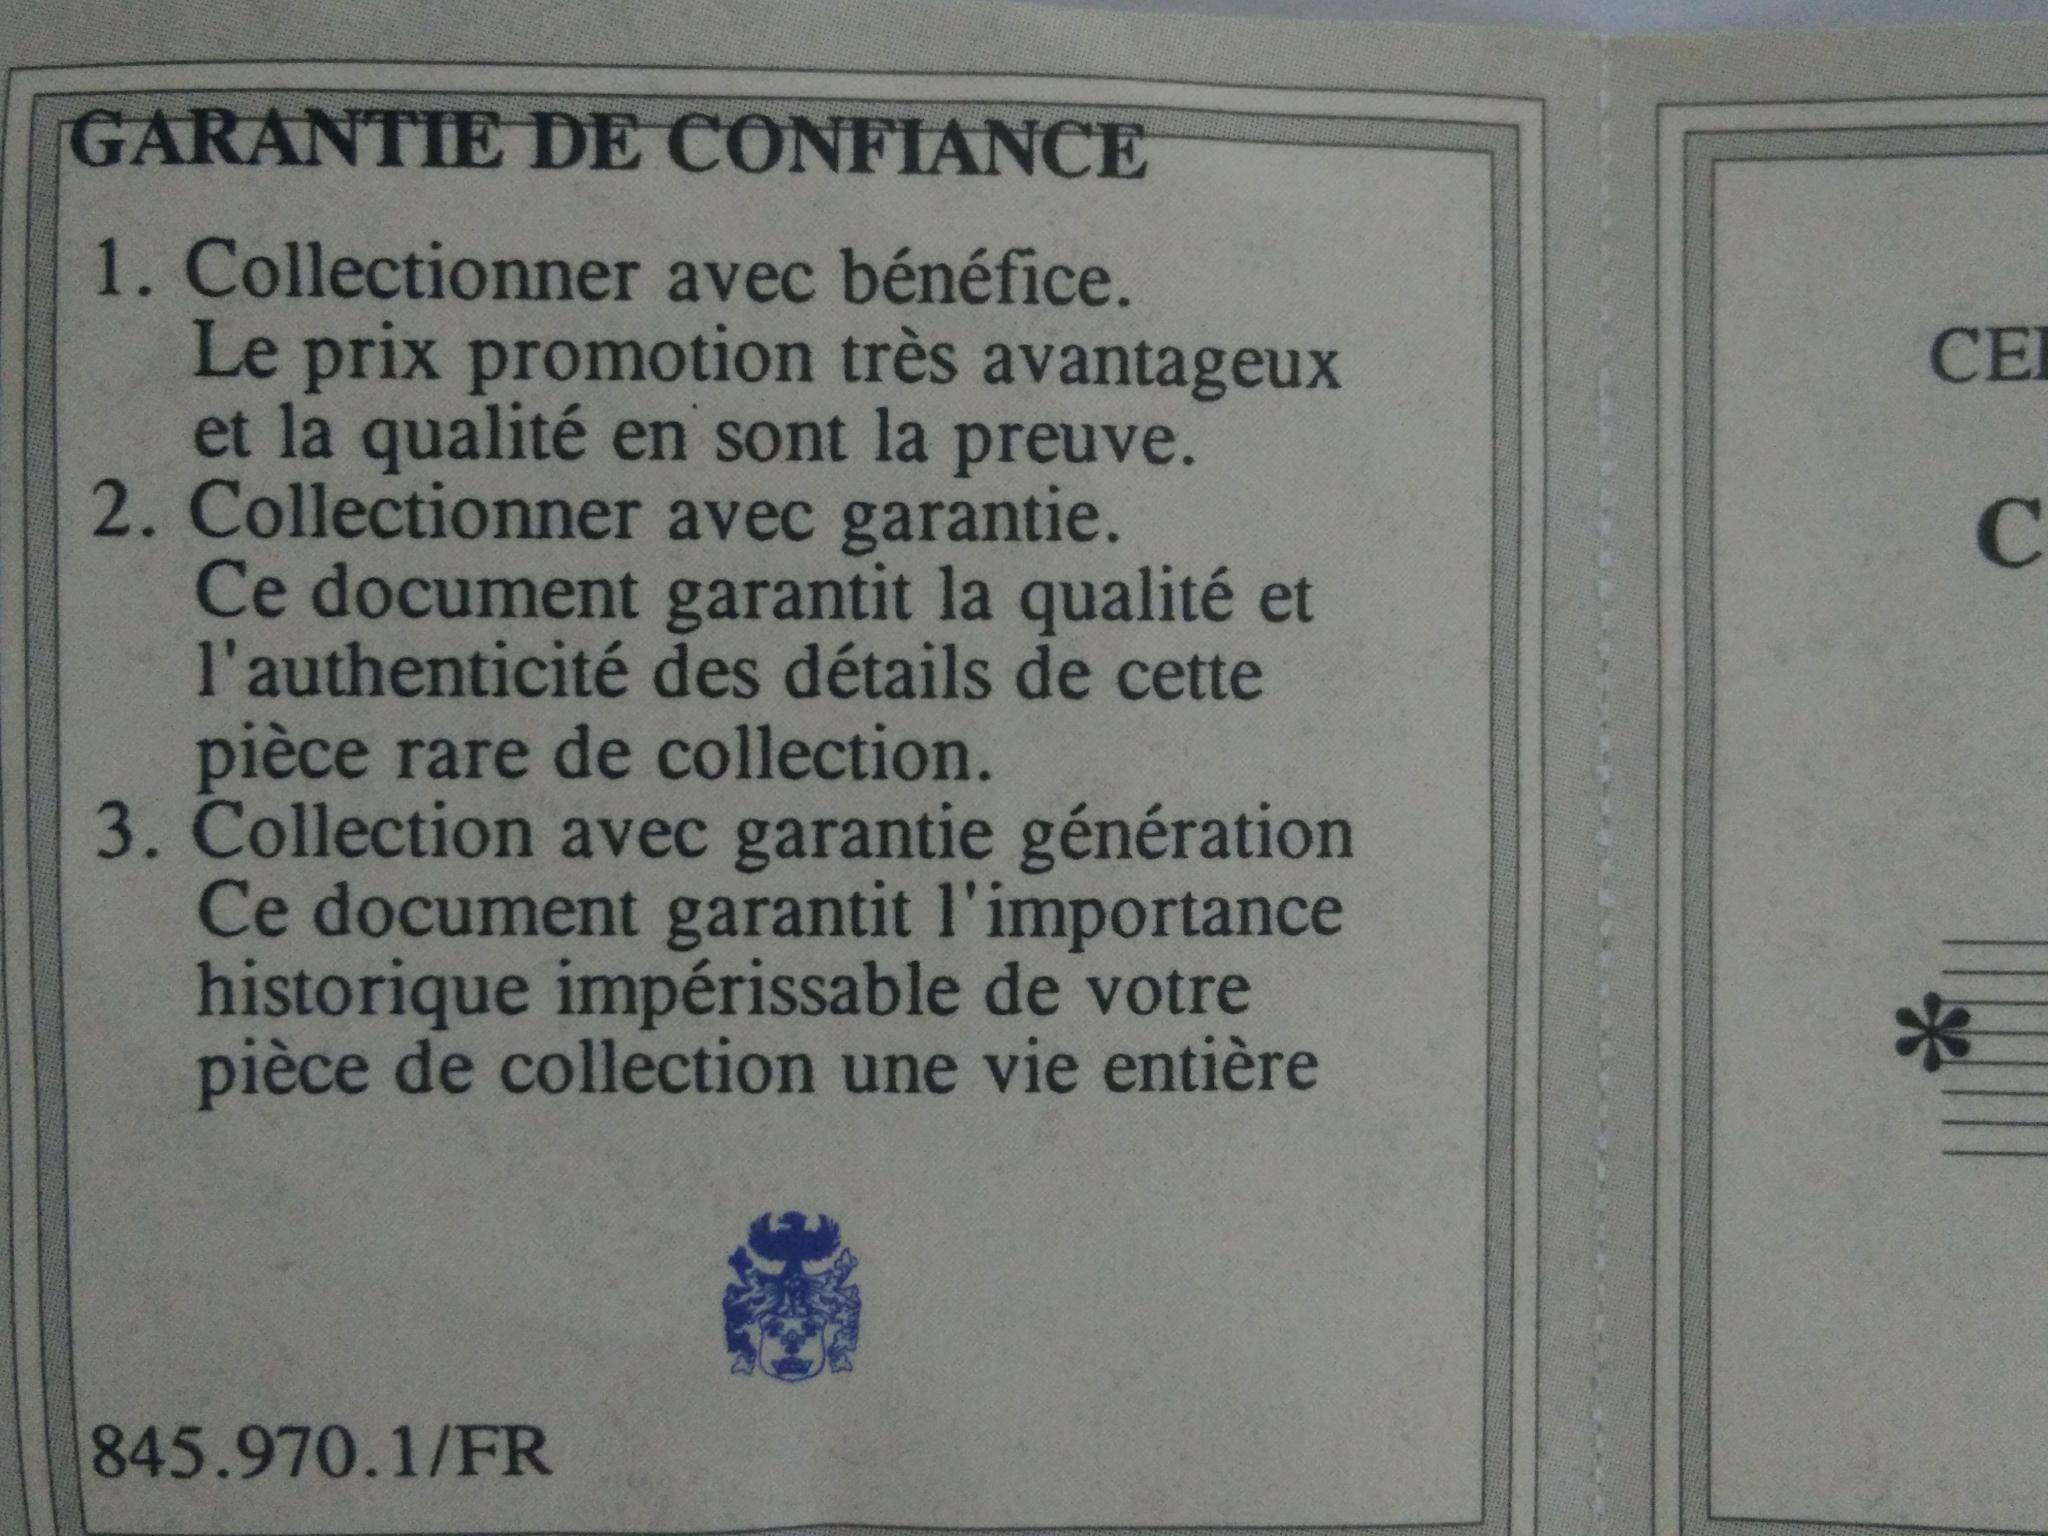 GARANTIE DE CONFIANCE
1. Collectionner avec bénéfice.
Le prix promotion très avantageux
et la qualité en sont la preuve.
2. Collectionner avec garantie.
Ce document garantit la qualité et
l'authenticité des détails de cette
pièce rare de collection.
3. Collection avec garantie génération
Ce document garantit l'importance
historique impérissable de votre
pièce de collection une vie entière
845.970.1/FR
C
*